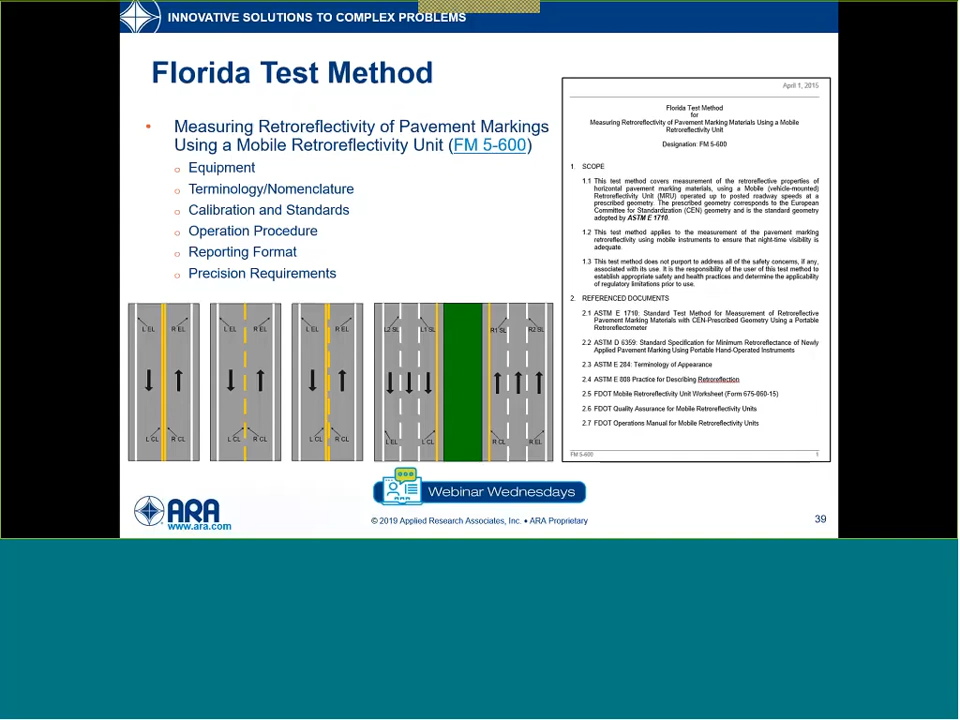 INNOVATIVE SOLUTIONS TO COMPLEX PROBLEMS
Florida Test Method
• Measuring Retroreflectivity of Pavement Markings
Using a Mobile Retroreflectivity Unit (FM 5-600)
o Equipment
o Terminology/Nomenclature
o Calibration and Standards
o Operation Procedure
o Reporting Format
o Precision Requirements
April 1, 2015
Florida Test Method
for
Measuring Retroreflectivity of Pavement Marking Materials Using a Mobile
Retroreflectivity Unit
Designation: FM 5-600
1. SCOPE
1.1 This test method covers measurement of the retroreflective properties of
horizontal pavement marking materials, using a Mobile (vehicle-mounted)
Retroreflectivity Unit (MRU) operated up to posted roadway speeds at a
prescribed geometry. The prescribed geometry corresponds to the European
Committee for Standardization (CEN) geometry and is the standard geometry
adopted by ASTM E 1710.
1.2 This test method applies to the measurement of the pavement marking
retroreflectivity using mobile instruments to ensure that night-time visibility is
adequate.
1.3 This test method does not purport to address all of the safety concerns, if any,
associated with its use. It is the responsibility of the user of this test method to
establish appropriate safety and health practices and determine the applicability
of regulatory limitations prior to use.
2. REFERENCED DOCUMENTS
2.1 ASTM E 1710: Standard Test Method for Measurement of Retroreflective
Pavement Marking Materials with CEN-Prescribed Geometry Using a Portable
Retroreflectometer
2.2 ASTM D 6359: Standard Specification for Minimum Retroreflectance of Newly
Applied Pavement Marking Using Portable Hand-Operated Instruments
2.3 ASTM E 284: Terminology of Appearance
2.4 ASTM E 808 Practice for Describing Retroreflection
2.5 FDOT Mobile Retroreflectivity Unit Worksheet (Form 675-060-15)
2.6 FDOT Quality Assurance for Mobile Retroreflectivity Units
2.7 FDOT Operations Manual for Mobile Retroreflectivity Units
FM 5-600 1
L EL R EL L EL R EL L EL R EL L2 SL L1 SL R1 SL R2 SL
L CL R CL L CL R CL L CL R CL L EL L CL R CL R EL
ARA
www.ara.com
Webinar Wednesdays
© 2019 Applied Research Associates, Inc. • ARA Proprietary
39